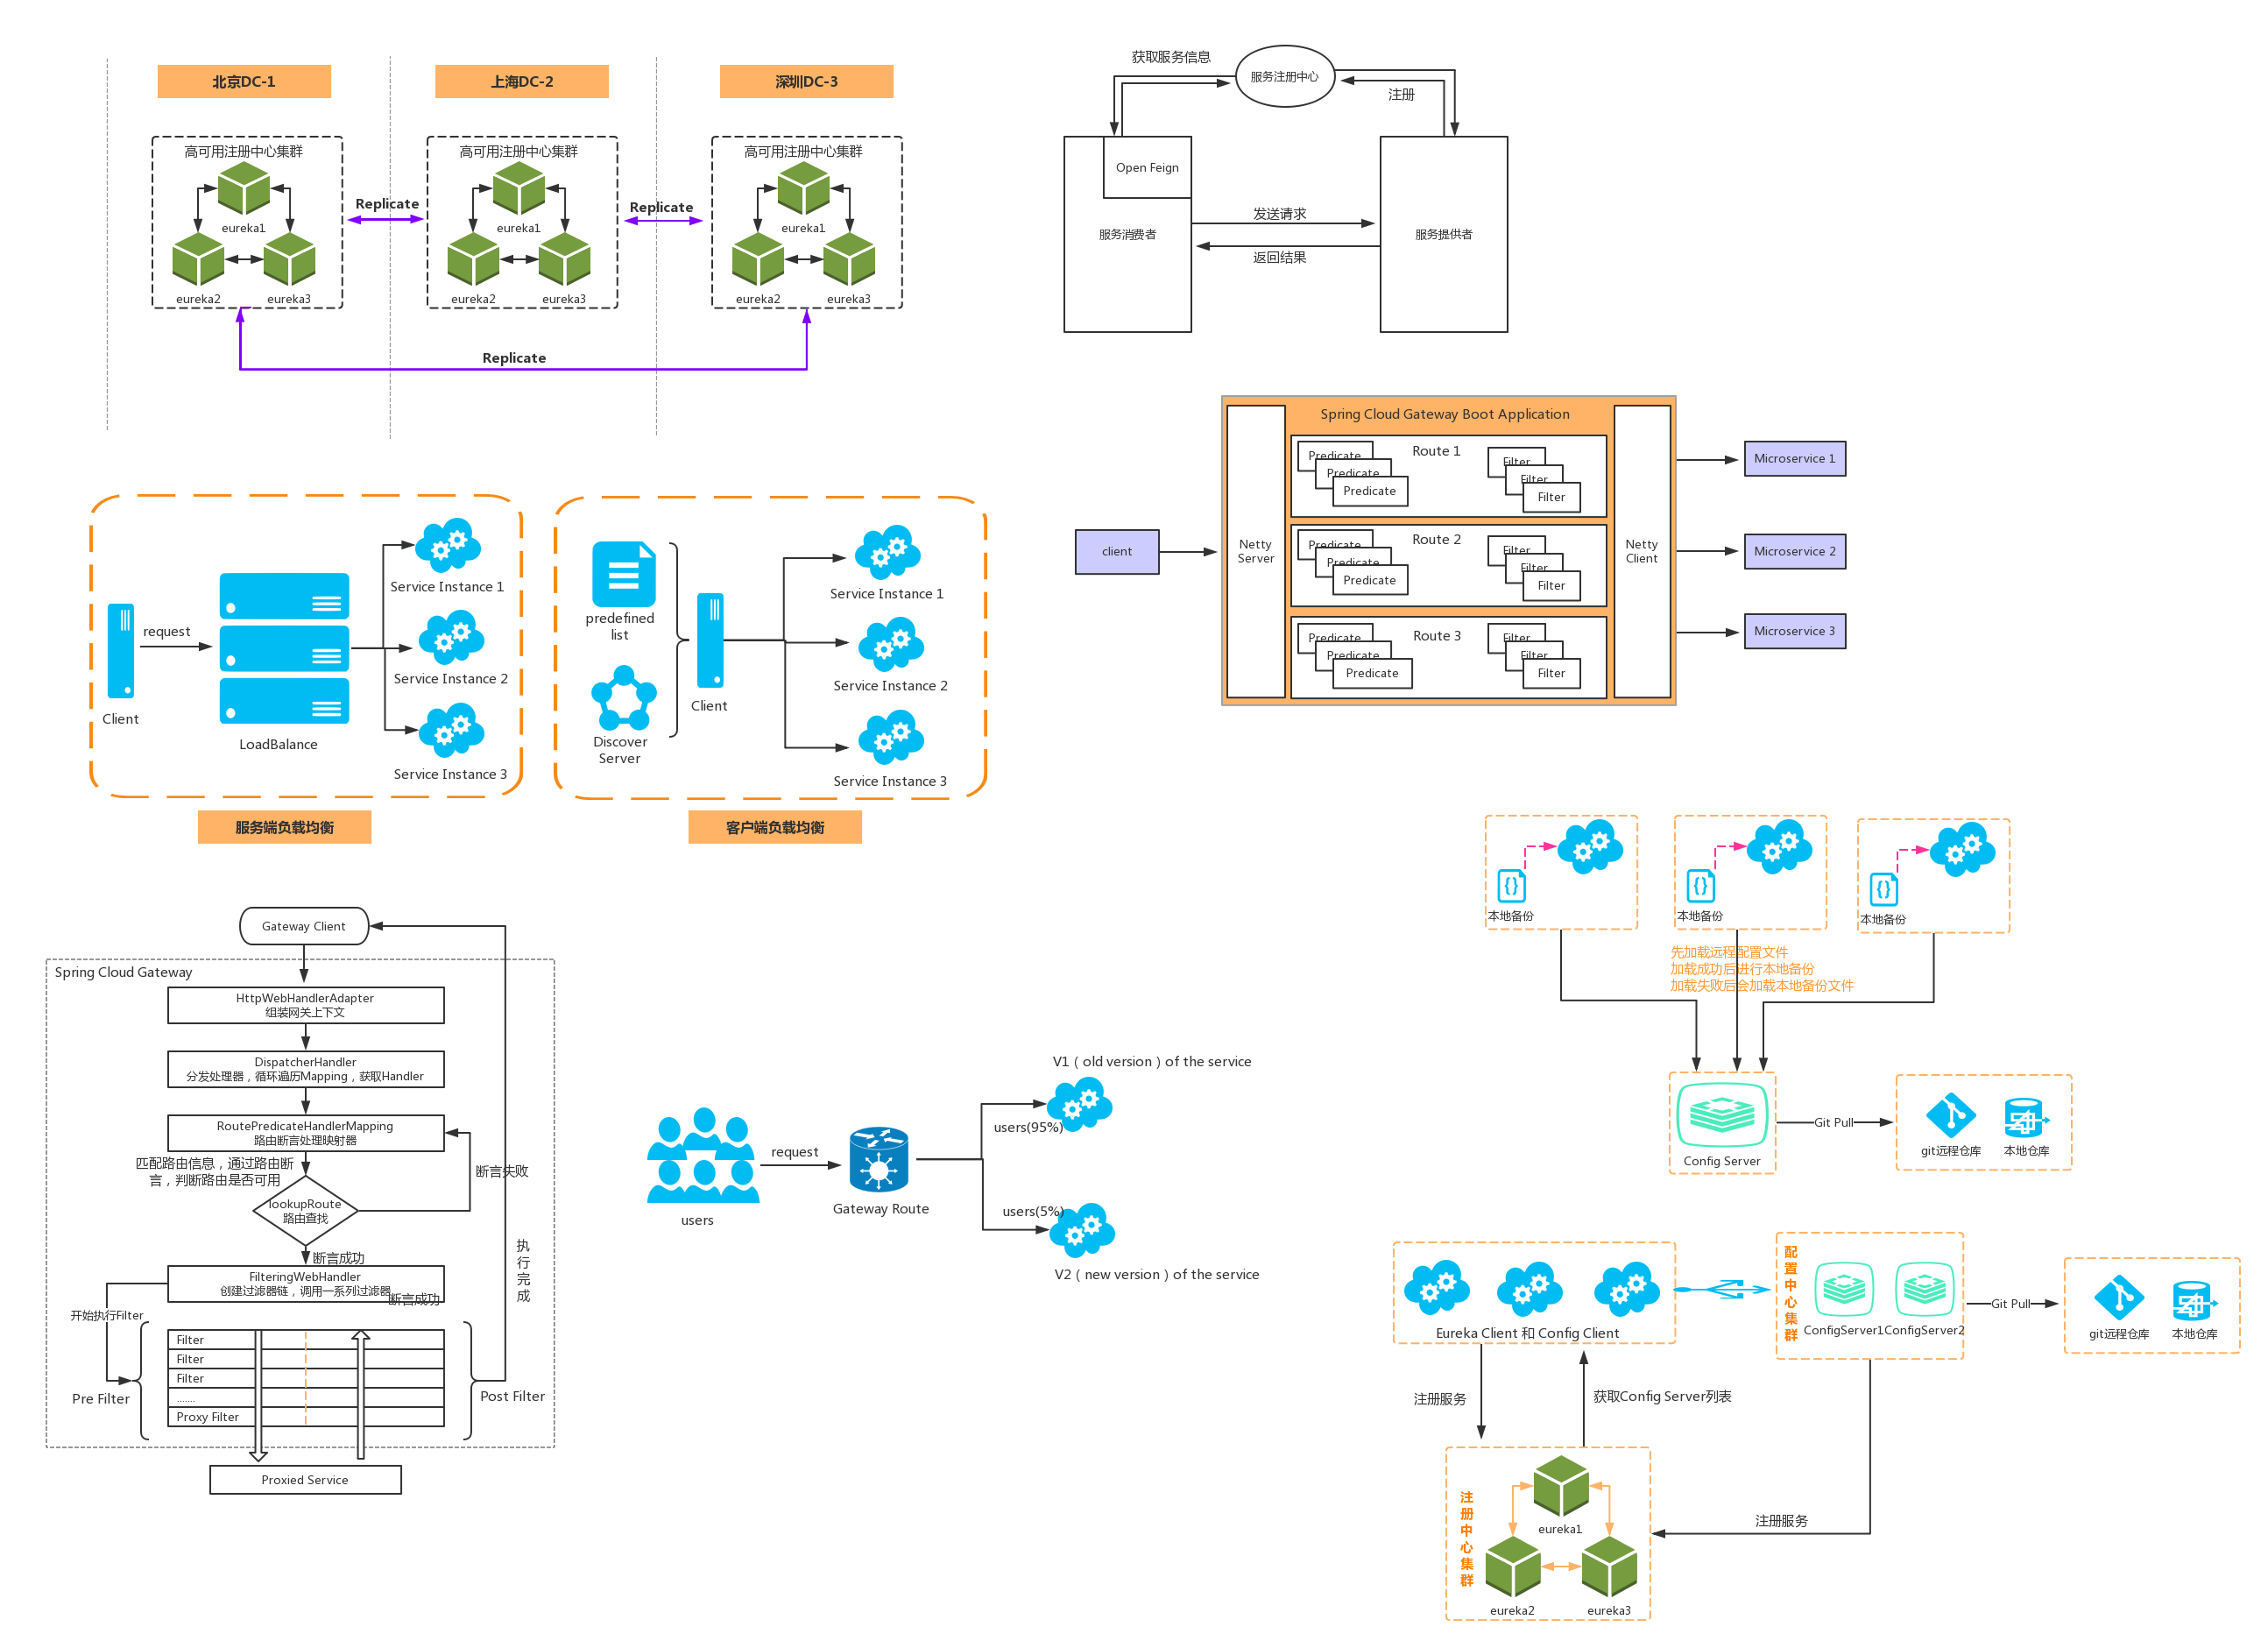 北京DC-1
上海DC-2
深圳DC-3
高可用注册中心集群
eureka1
eureka2
eureka3
高可用注册中心集群
eureka1
eureka2
eureka3
高可用注册中心集群
eureka1
eureka2
eureka3
Replicate
Replicate
Replicate
获取服务信息
服务注册中心
注册
Open Feign
服务消费者
发送请求
返回结果
服务提供者
Spring Cloud Gateway Boot Application
client
Netty
Server
Predicate
Predicate
Predicate
Route 1
Filter
Filter
Filter
Predicate
Predicate
Predicate
Route 2
Filter
Filter
Filter
Predicate
Predicate
Predicate
Route 3
Filter
Filter
Filter
Netty
Client
Microservice 1
Microservice 2
Microservice 3
Client
request
LoadBalance
Service Instance 1
Service Instance 2
Service Instance 3
服务端负载均衡
predefined
list
Discover
Server
Client
Service Instance 1
Service Instance 2
Service Instance 3
客户端负载均衡
Gateway Client
Spring Cloud Gateway
HttpWebHandlerAdapter
组装网关上下文
DispatcherHandler
分发处理器，循环遍历Mapping，获取Handler
RoutePredicateHandlerMapping
路由断言处理映射器
匹配路由信息，通过路由断
言，判断路由是否可用
断言失败
lookupRoute
路由查找
断言成功
FilteringWebHandler
创建过滤器链，调用一系列过滤器
断言成功
执
行
完
成
开始执行Filter
Filter
Filter
Filter
.......
Proxy Filter
Pre Filter
Post Filter
Proxied Service
users
request
Gateway Route
V1（old version）of the service
users(95%)
users(5%)
V2（new version）of the service
本地备份
本地备份
本地备份
先加载远程配置文件
加载成功后进行本地备份
加载失败后会加载本地备份文件
Config Server
Git Pull
git远程仓库
本地仓库
Eureka Client 和 Config Client
配
置
中
心
集
群
ConfigServer1
ConfigServer2
Git Pull
git远程仓库
本地仓库
注册服务
获取Config Server列表
注
册
中
心
集
群
eureka1
eureka2
eureka3
注册服务